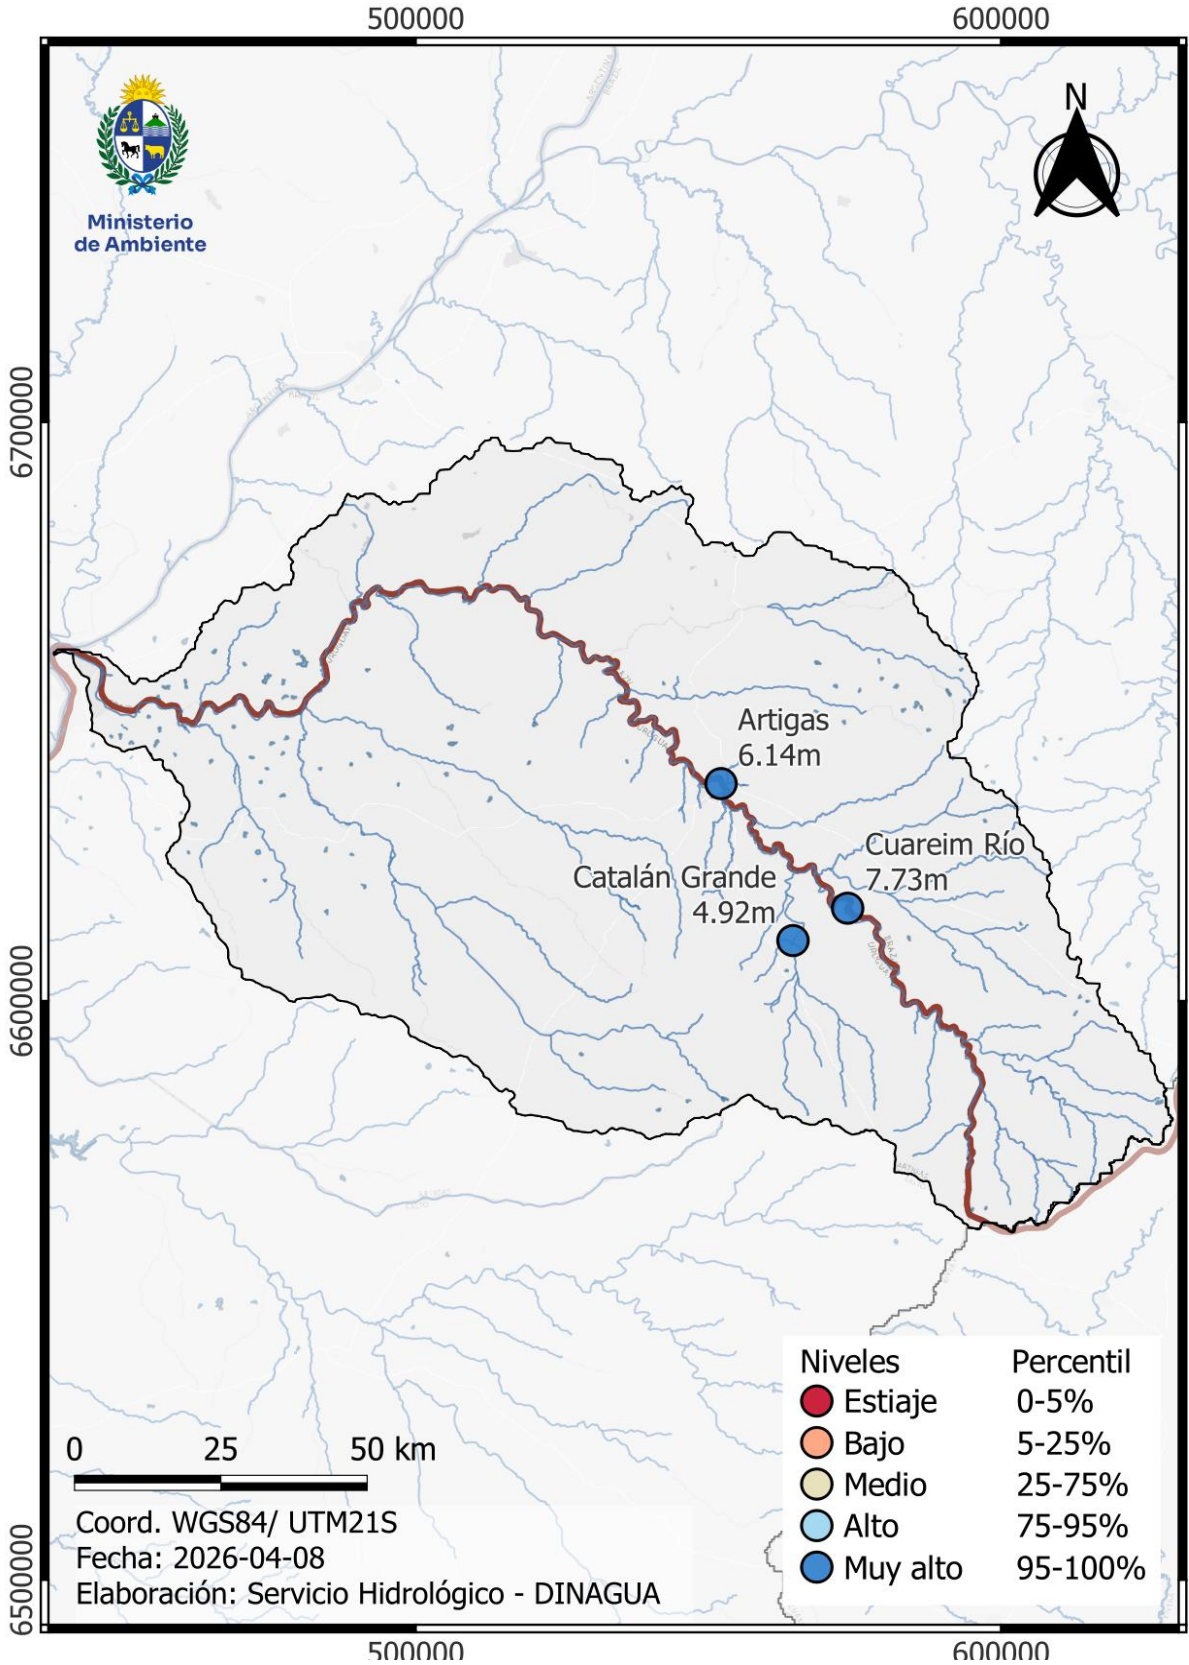 500000 600000
N
Ministerio
de Ambiente
6700000
Artigas
6.14m
Cuareim Río
7.73m
Catalán Grande
4.92m
6600000
Niveles Percentil
Estiaje 0-5%
Bajo 5-25%
Medio 25-75%
Alto 75-95%
Muy alto 95-100%
0 25 50 km
Coord. WGS84/ UTM21S
Fecha: 2026-04-08
Elaboración: Servicio Hidrológico - DINAGUA
6500000
500000 600000